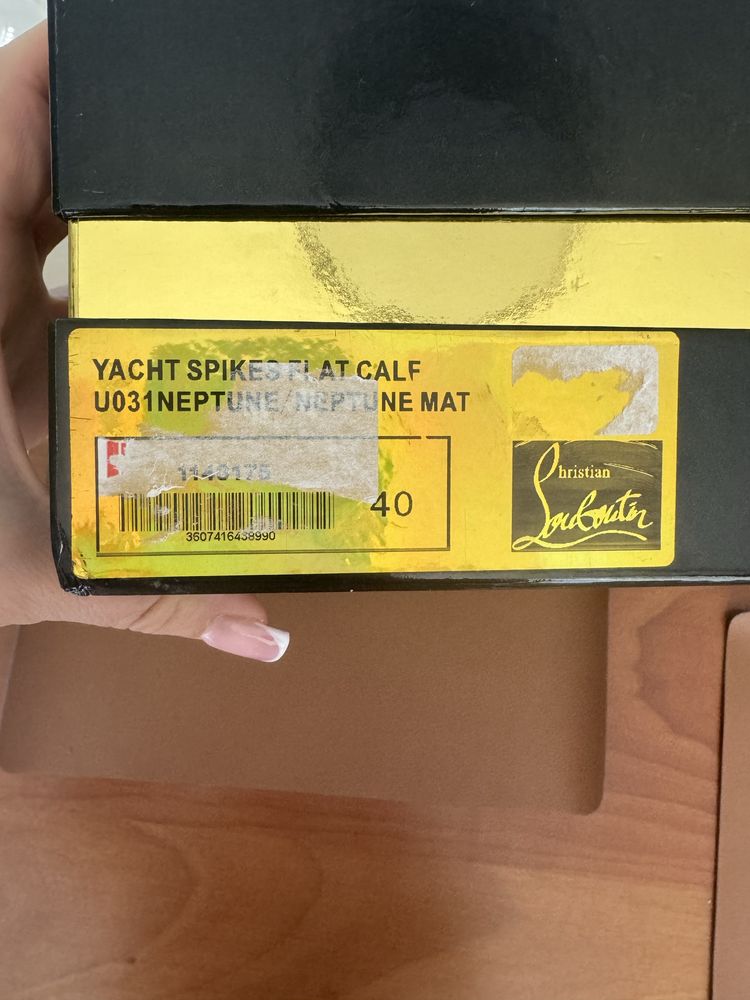 YACHT SPIKES FLAT CALF
U031NEPTUNE/NEPTUNE MAT
40
3607416438990
Christian
Louboutin